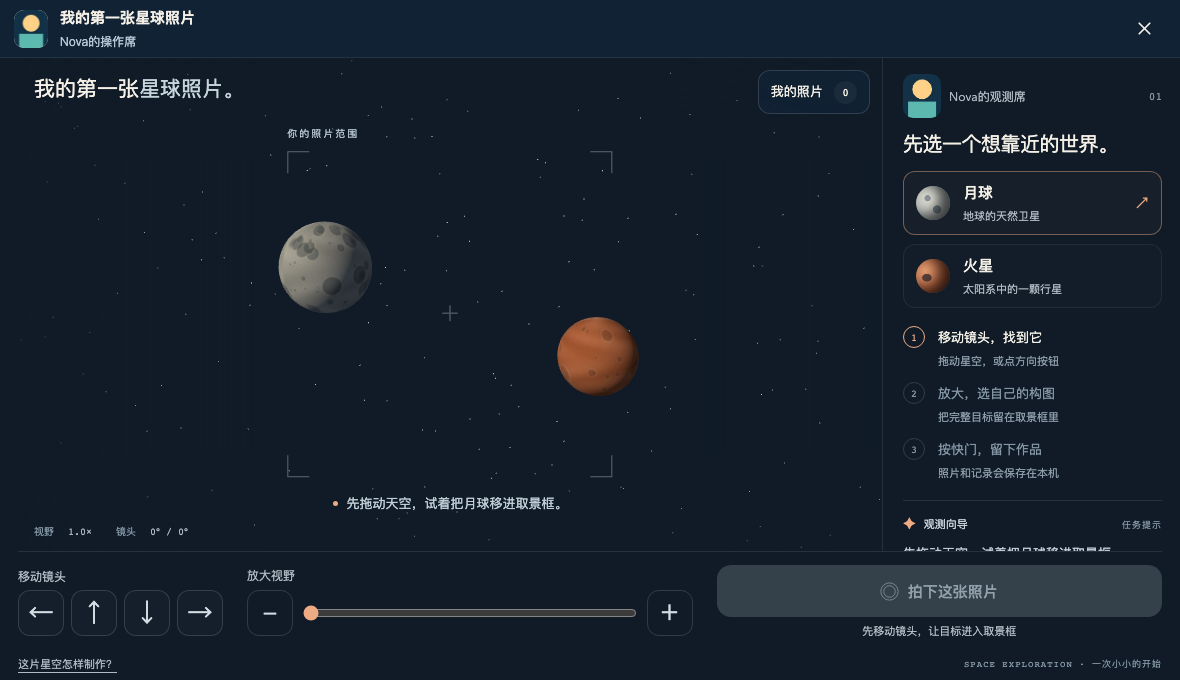 我的第一张星球照片
Nova的操作席
我的第一张星球照片。
我的照片 0
你的照片范围
先拖动天空，试着把月球移进取景框。
视野 1.0× 镜头 0° / 0°
Nova的观测席 01
先选一个想靠近的世界。
月球
地球的天然卫星
火星
太阳系中的一颗行星
1 移动镜头，找到它
拖动星空，或点方向按钮
2 放大，选自己的构图
把完整目标留在取景框里
3 按快门，留下作品
照片和记录会保存在本机
观测向导 任务提示
移动镜头
放大视野
拍下这张照片
先移动镜头，让目标进入取景框
这片星空怎样制作？
SPACE EXPLORATION · 一次小小的开始